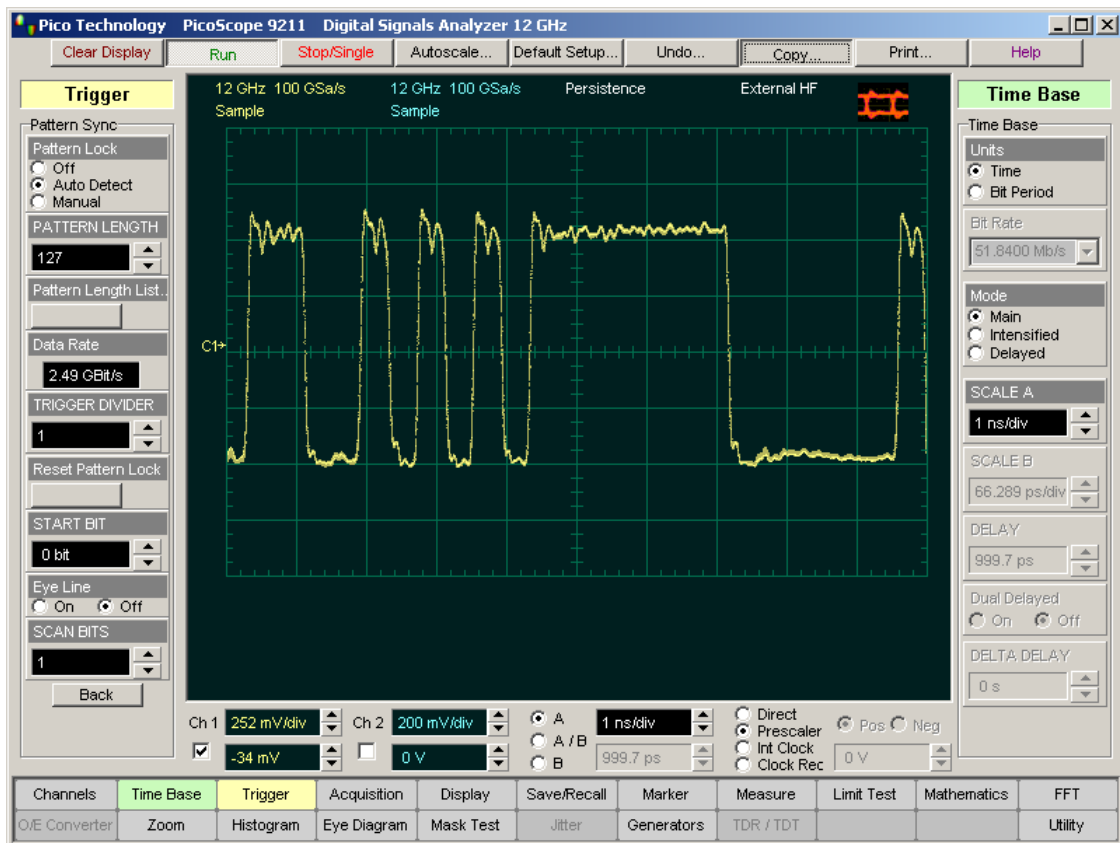 Pico Technology PicoScope 9211 Digital Signals Analyzer 12 GHz
Clear Display Run Stop/Single Autoscale... Default Setup... Undo... Copy... Print... Help
Trigger
Pattern Sync
Pattern Lock
Off
Auto Detect
Manual
PATTERN LENGTH
127
Pattern Length List..
Data Rate
2.49 GBit/s
TRIGGER DIVIDER
1
Reset Pattern Lock
START BIT
0 bit
Eye Line
On Off
SCAN BITS
1
Back
12 GHz 100 GSa/s 12 GHz 100 GSa/s Persistence External HF
Sample Sample
C1
Time Base
Time Base
Units
Time
Bit Period
Bit Rate
51.8400 Mb/s
Mode
Main
Intensified
Delayed
SCALE A
1 ns/div
SCALE B
66.289 ps/div
DELAY
999.7 ps
Dual Delayed
On Off
DELTA DELAY
0 s
Ch 1 252 mV/div Ch 2 200 mV/div A 1 ns/div Direct Pos Neg
-34 mV 0 V A / B Prescaler
B 999.7 ps Int Clock 0 V
Clock Rec
Channels Time Base Trigger Acquisition Display Save/Recall Marker Measure Limit Test Mathematics FFT
O/E Converter Zoom Histogram Eye Diagram Mask Test Jitter Generators TDR / TDT Utility